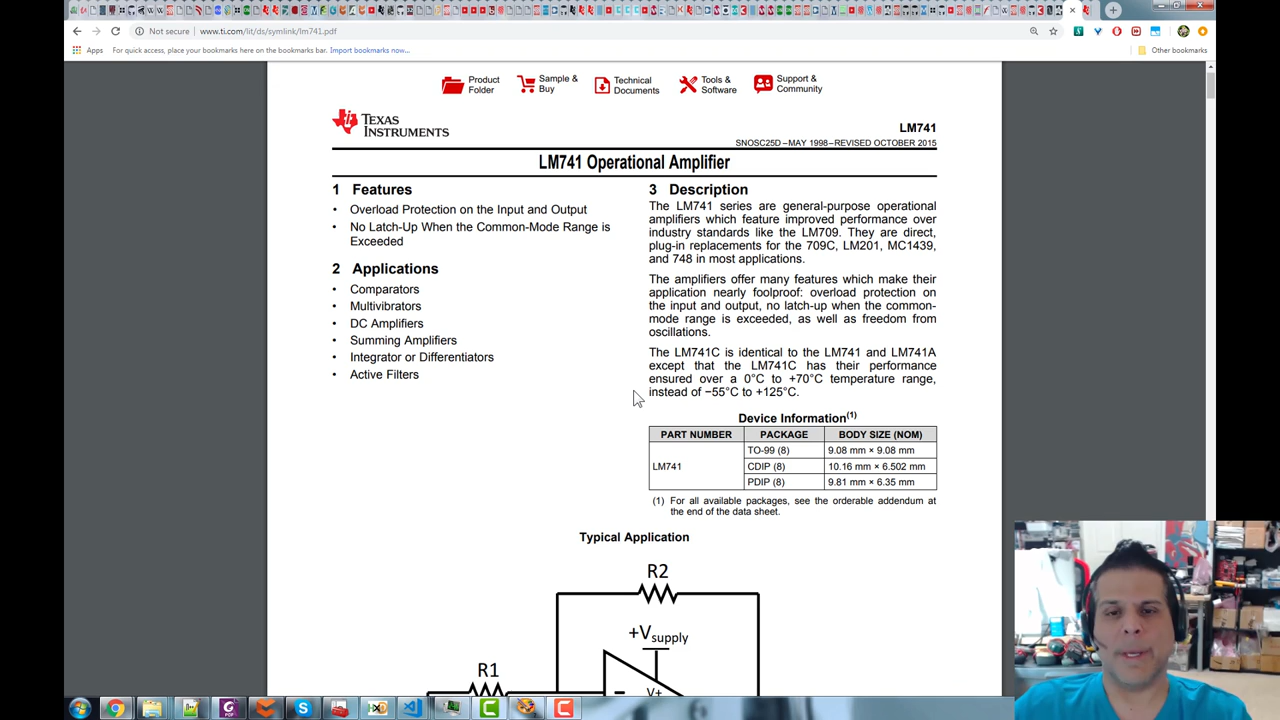 Not secure | www.ti.com/lit/ds/symlink/lm741.pdf
Apps For quick access, place your bookmarks here on the bookmarks bar. Import bookmarks now... Other bookmarks
Product Folder
Sample & Buy
Technical Documents
Tools & Software
Support & Community
TEXAS
INSTRUMENTS
LM741
SNOSC25D –MAY 1998–REVISED OCTOBER 2015
LM741 Operational Amplifier
1 Features
• Overload Protection on the Input and Output
• No Latch-Up When the Common-Mode Range is
Exceeded
2 Applications
• Comparators
• Multivibrators
• DC Amplifiers
• Summing Amplifiers
• Integrator or Differentiators
• Active Filters
3 Description
The LM741 series are general-purpose operational
amplifiers which feature improved performance over
industry standards like the LM709. They are direct,
plug-in replacements for the 709C, LM201, MC1439,
and 748 in most applications.
The amplifiers offer many features which make their
application nearly foolproof: overload protection on
the input and output, no latch-up when the common-
mode range is exceeded, as well as freedom from
oscillations.
The LM741C is identical to the LM741 and LM741A
except that the LM741C has their performance
ensured over a 0°C to +70°C temperature range,
instead of −55°C to +125°C.
Device Information(1)
PART NUMBER PACKAGE BODY SIZE (NOM)
TO-99 (8) 9.08 mm × 9.08 mm
LM741 CDIP (8) 10.16 mm × 6.502 mm
PDIP (8) 9.81 mm × 6.35 mm
(1) For all available packages, see the orderable addendum at
the end of the data sheet.
Typical Application
R2
+Vsupply
R1
V+